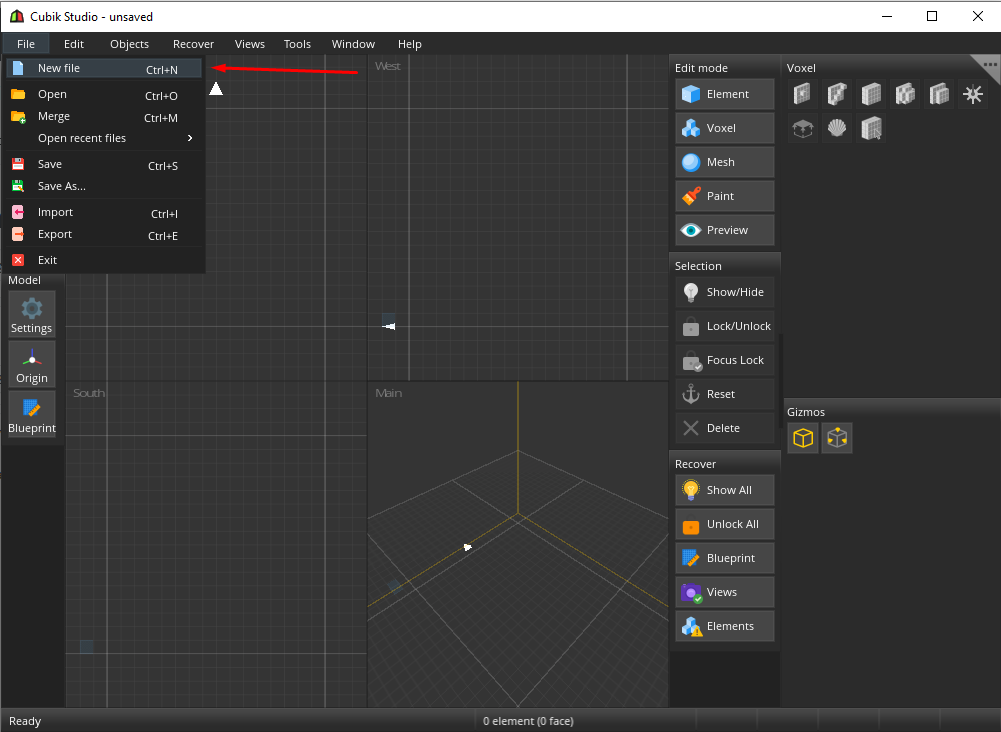 Cubik Studio - unsaved
File Edit Objects Recover Views Tools Window Help
New file Ctrl+N
Open Ctrl+O
Merge Ctrl+M
Open recent files
Save Ctrl+S
Save As...
Import Ctrl+I
Export Ctrl+E
Exit
Model
Settings
Origin
Blueprint
West
South
Main
Edit mode
Element
Voxel
Mesh
Paint
Preview
Selection
Show/Hide
Lock/Unlock
Focus Lock
Reset
Delete
Recover
Show All
Unlock All
Blueprint
Views
Elements
Voxel
Gizmos
Ready
0 element (0 face)